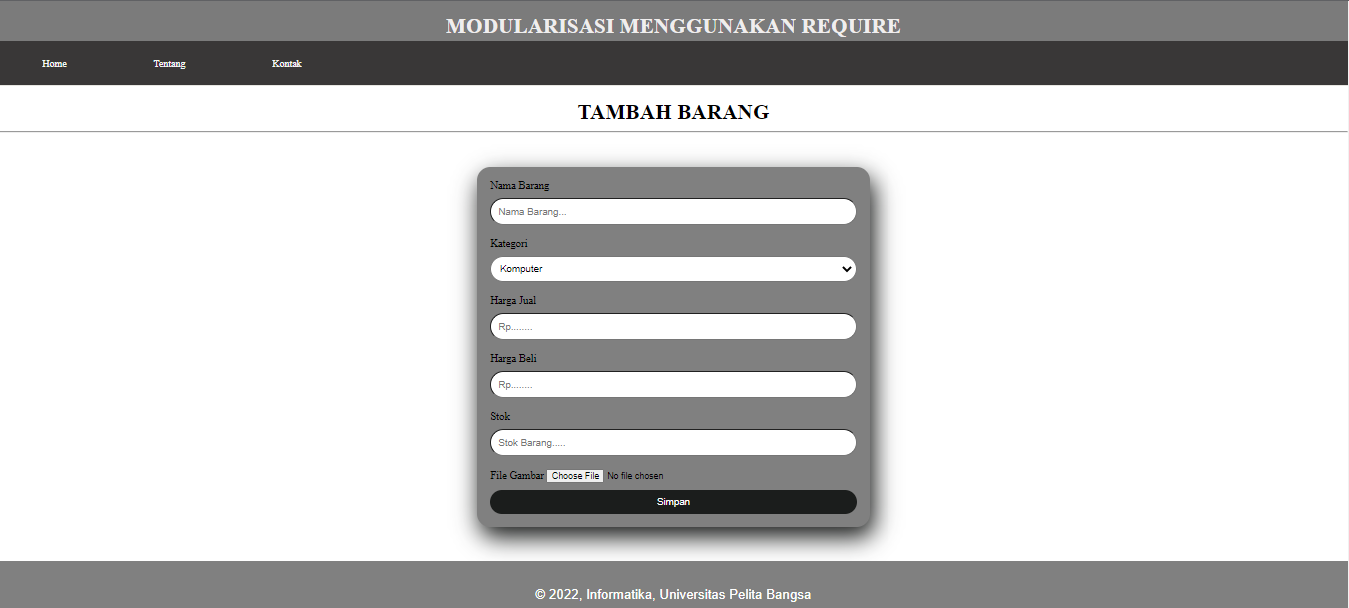 MODULARISASI MENGGUNAKAN REQUIRE
Home Tentang Kontak
TAMBAH BARANG
Nama Barang
Nama Barang...
Kategori
Komputer
Harga Jual
Rp........
Harga Beli
Rp........
Stok
Stok Barang.....
File Gambar Choose File No file chosen
Simpan
© 2022, Informatika, Universitas Pelita Bangsa